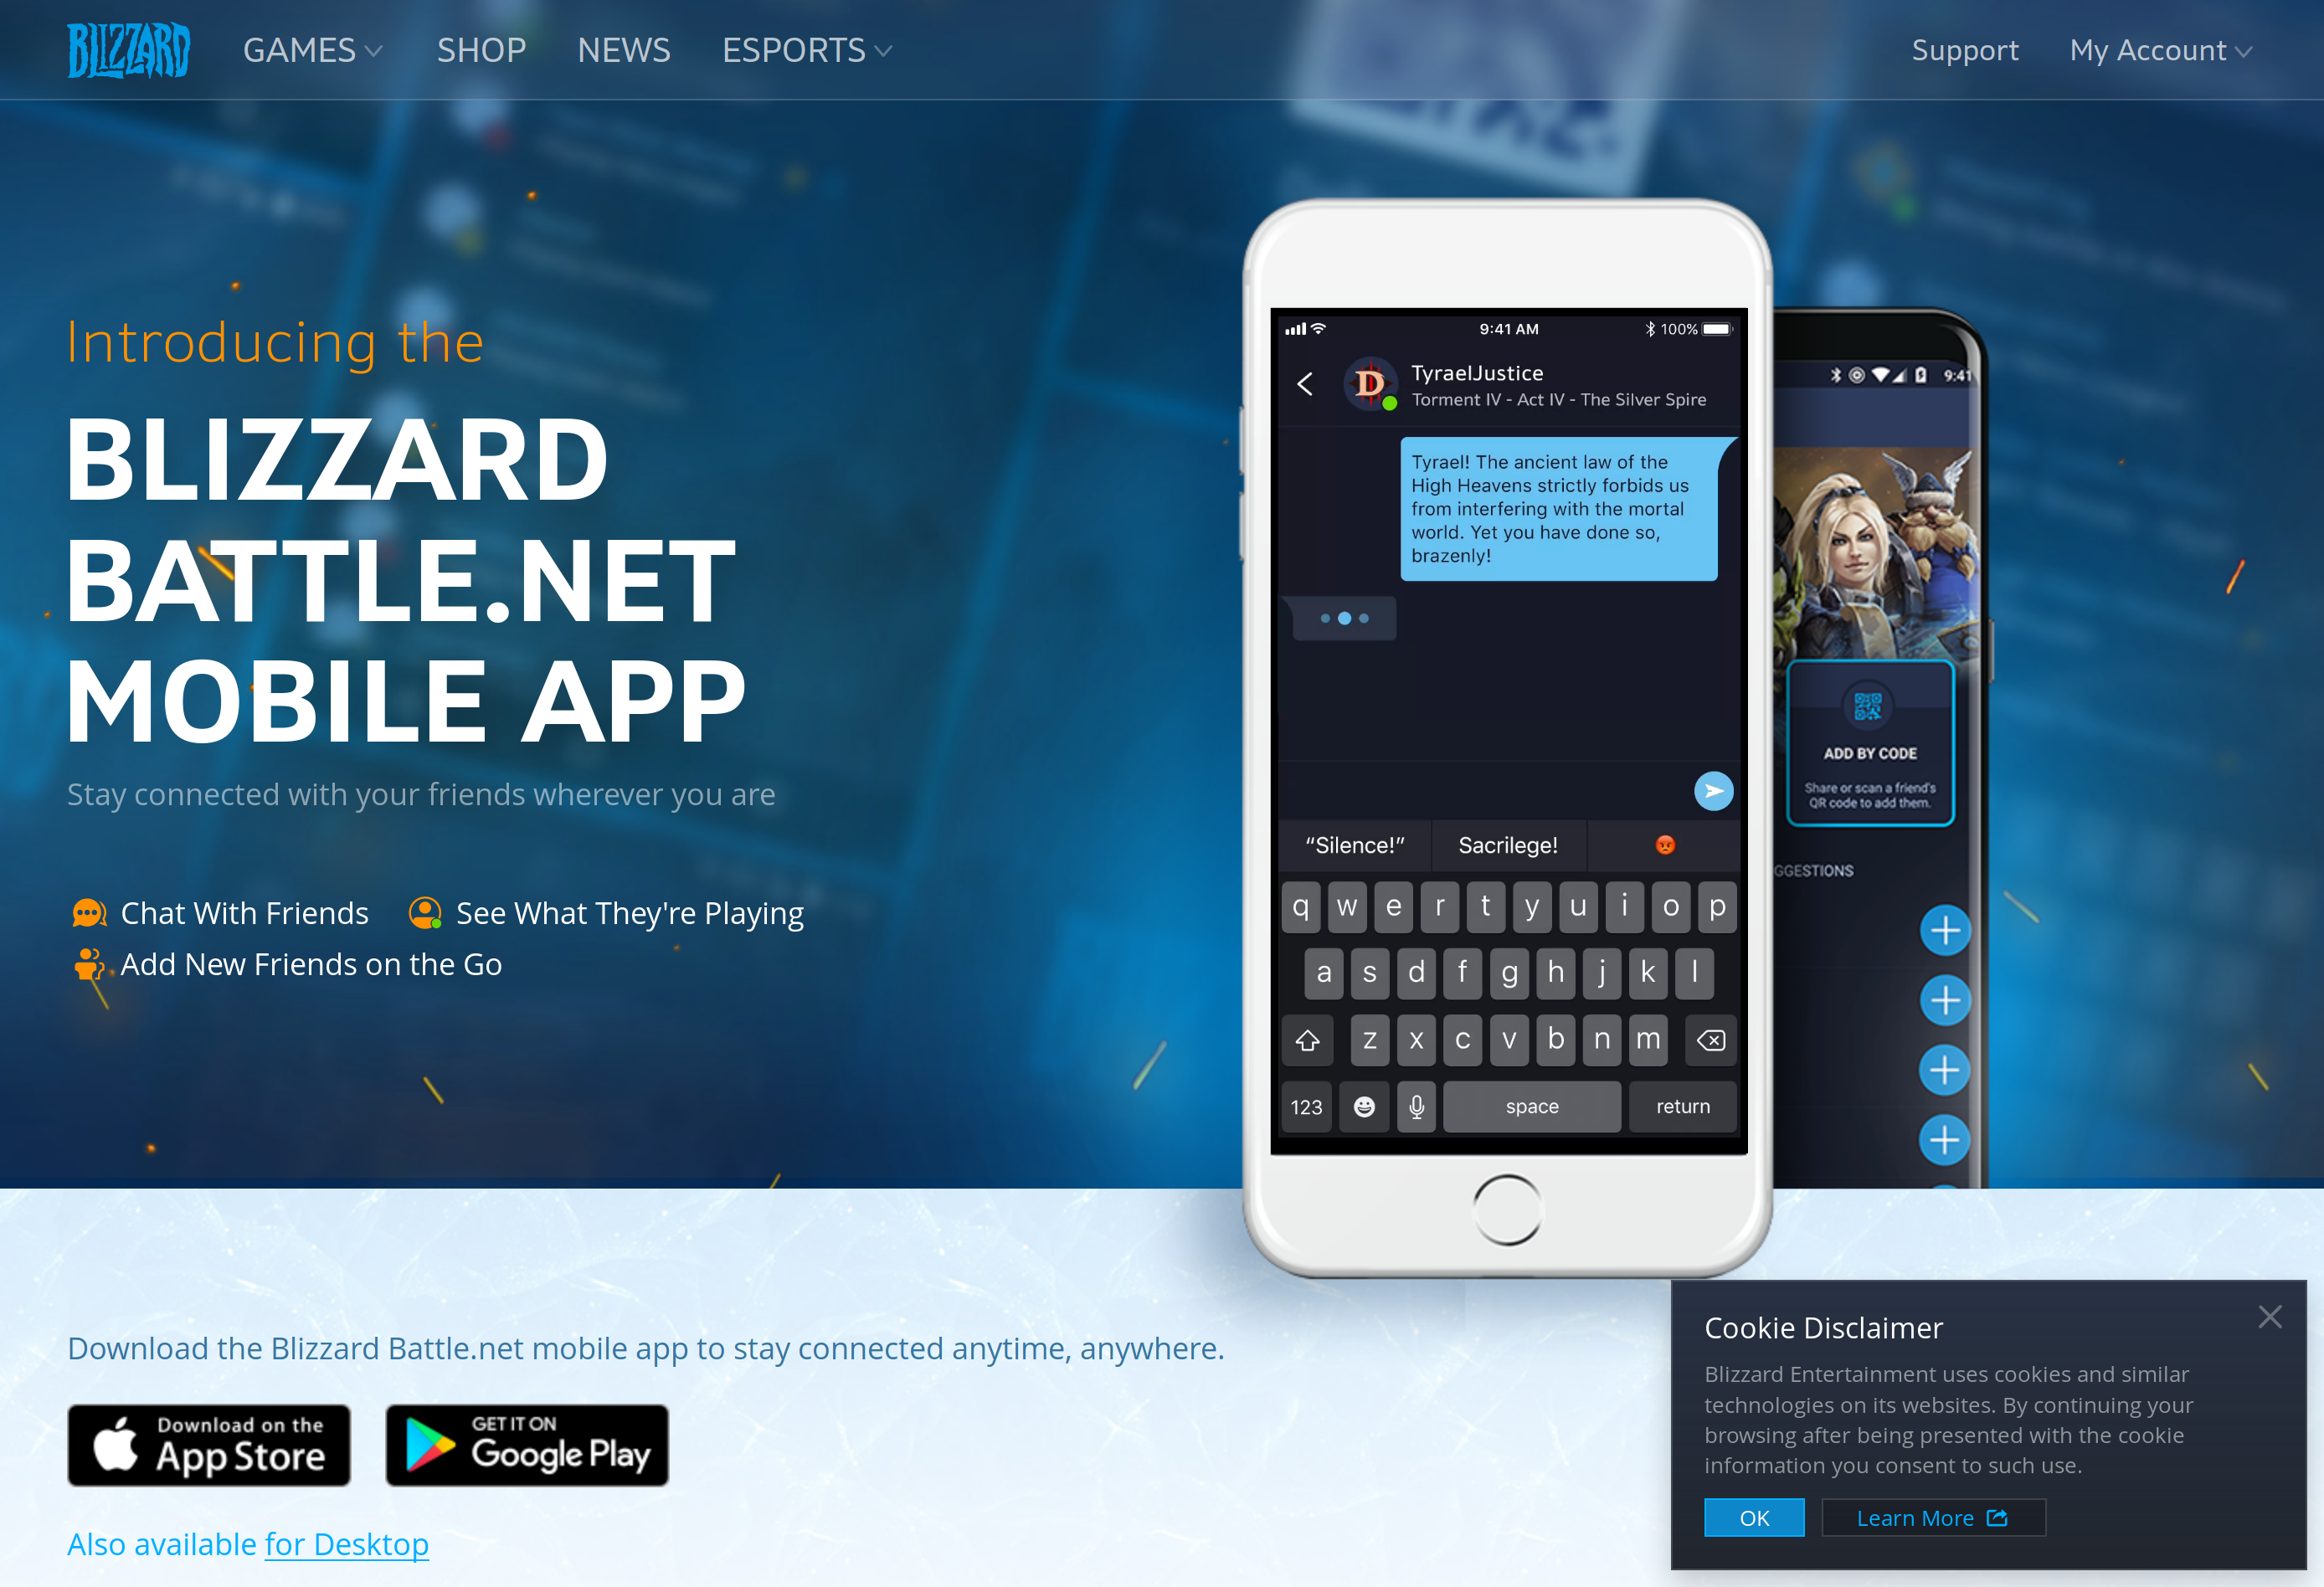 BLIZZARD
GAMES
SHOP
NEWS
ESPORTS
Support
My Account
Introducing the
BLIZZARD
BATTLE.NET
MOBILE APP
Stay connected with your friends wherever you are
Chat With Friends
See What They're Playing
Add New Friends on the Go
9:41 AM
100%
TyraelJustice
Torment IV - Act IV - The Silver Spire
Tyrael! The ancient law of the
High Heavens strictly forbids us
from interfering with the mortal
world. Yet you have done so,
brazenly!
“Silence!”
Sacrilege!
q w e r t y u i o p
a s d f g h j k l
z x c v b n m
123
space
return
9:41
ADD BY CODE
Share or scan a friend's
QR code to add them.
GGESTIONS
Download the Blizzard Battle.net mobile app to stay connected anytime, anywhere.
Download on the
App Store
GET IT ON
Google Play
Also available for Desktop
Cookie Disclaimer
Blizzard Entertainment uses cookies and similar
technologies on its websites. By continuing your
browsing after being presented with the cookie
information you consent to such use.
OK
Learn More